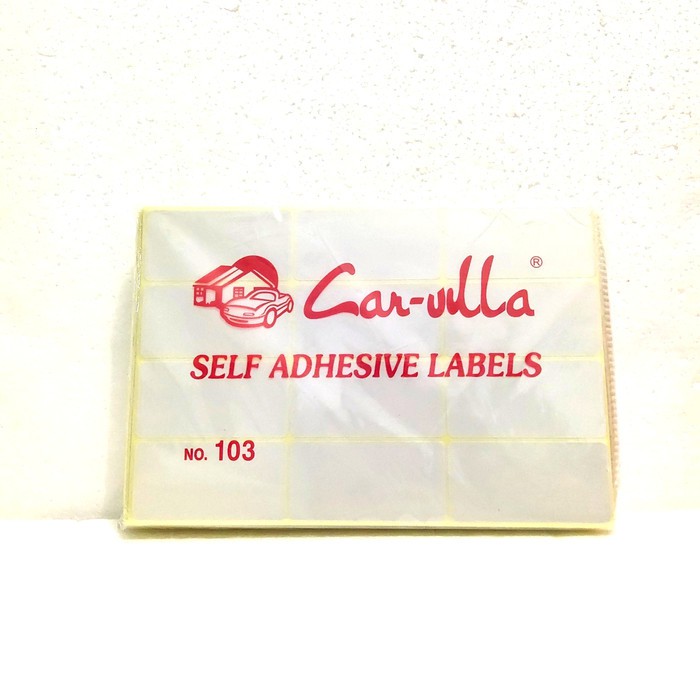 Car-villa ®
SELF ADHESIVE LABELS
NO. 103